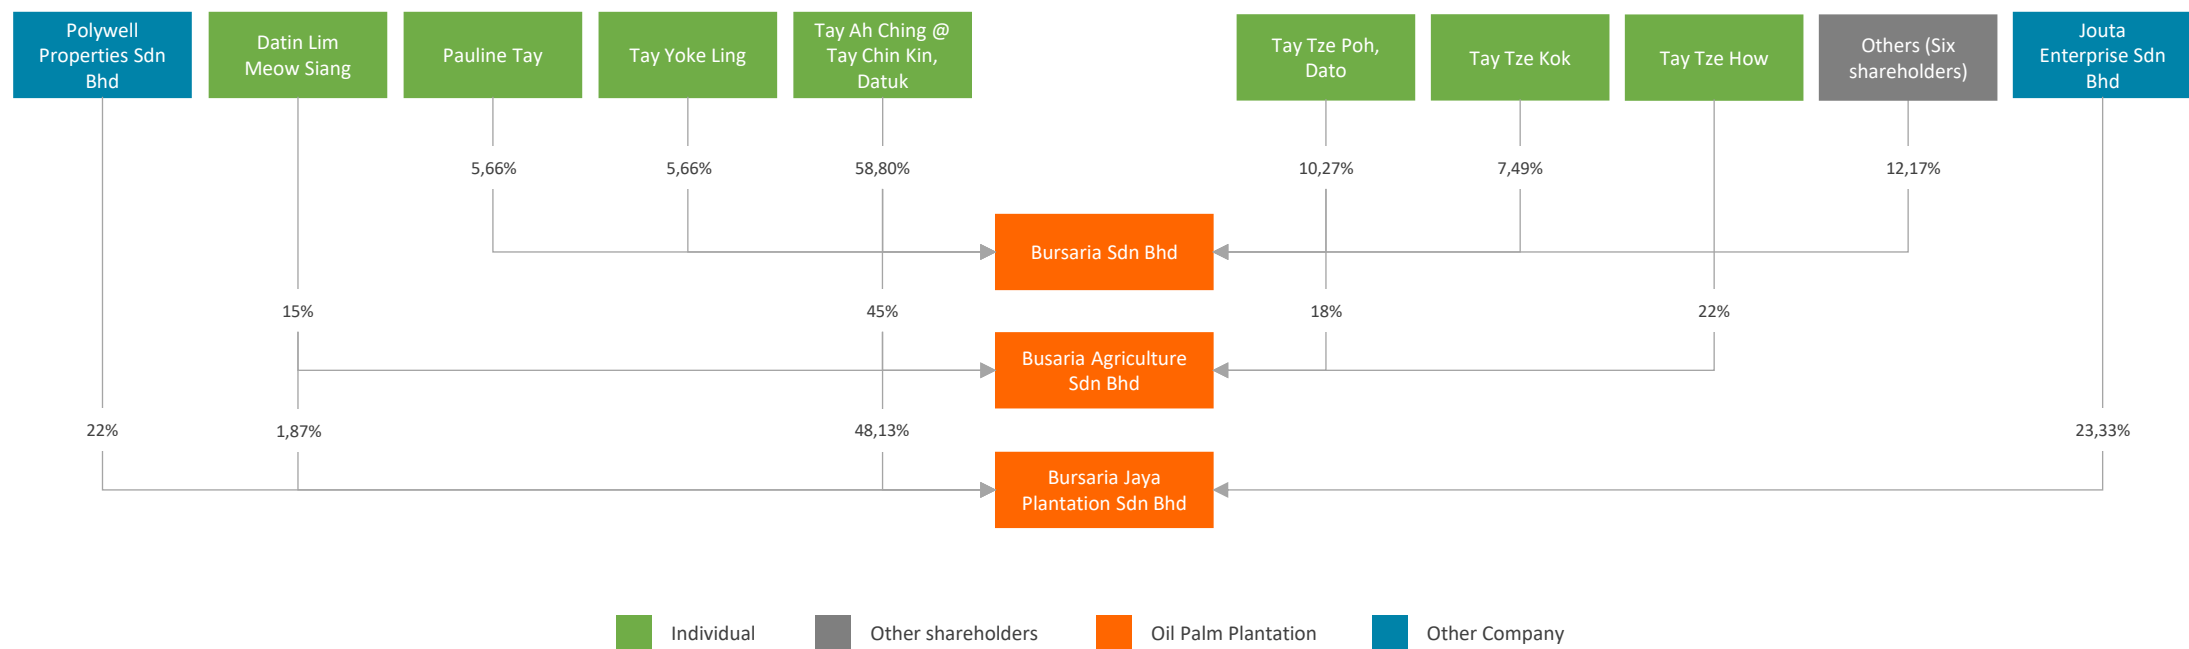 Polywell
Properties Sdn
Bhd
Datin Lim
Meow Siang
Pauline Tay
Tay Yoke Ling
Tay Ah Ching @
Tay Chin Kin,
Datuk
Tay Tze Poh,
Dato
Tay Tze Kok
Tay Tze How
Others (Six
shareholders)
Jouta
Enterprise Sdn
Bhd
5,66%
5,66%
58,80%
10,27%
7,49%
12,17%
Bursaria Sdn Bhd
15%
45%
18%
22%
Busaria Agriculture
Sdn Bhd
22%
1,87%
48,13%
23,33%
Bursaria Jaya
Plantation Sdn Bhd
Individual
Other shareholders
Oil Palm Plantation
Other Company